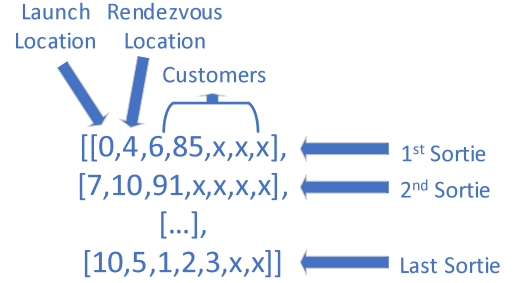 Launch Location
Rendezvous Location
Customers
[[0,4,6,85,x,x,x],
1st Sortie
[7,10,91,x,x,x,x],
2nd Sortie
[...],
[10,5,1,2,3,x,x]]
Last Sortie